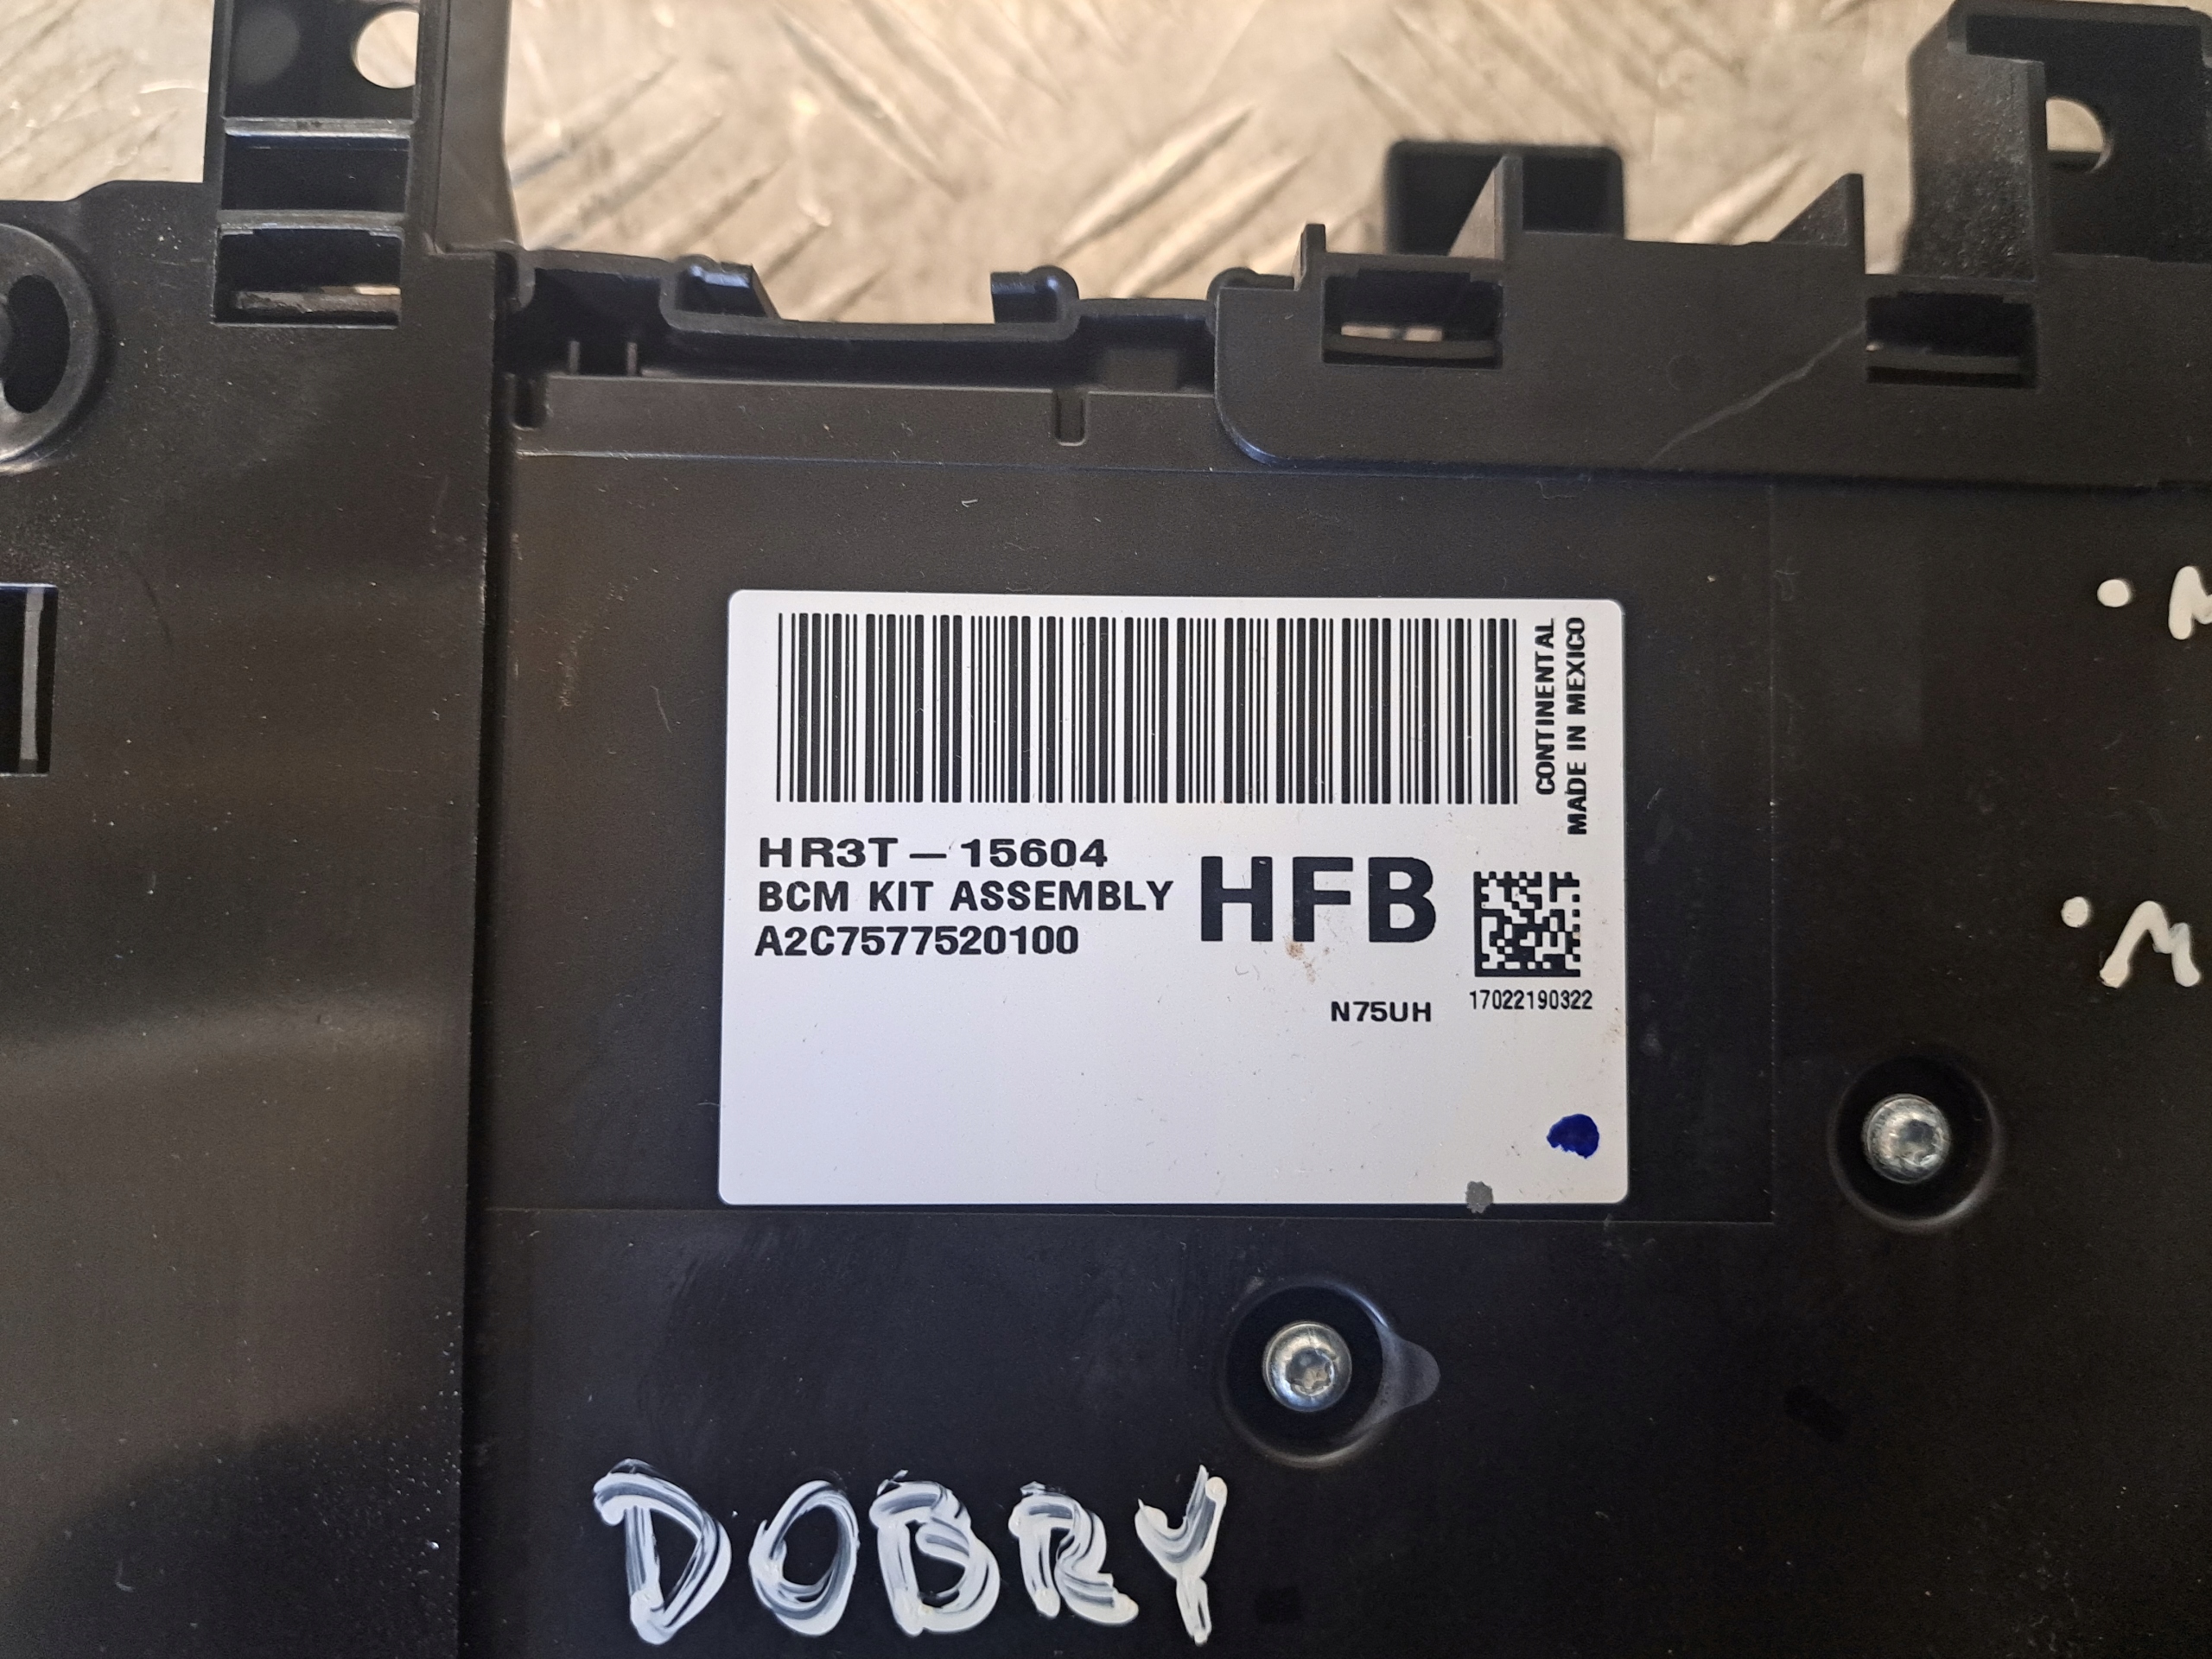 CONTINENTAL
MADE IN MEXICO
HR3T – 15604
BCM KIT ASSEMBLY
HFB
A2C7577520100
N75UH
17022190322
DOBRY